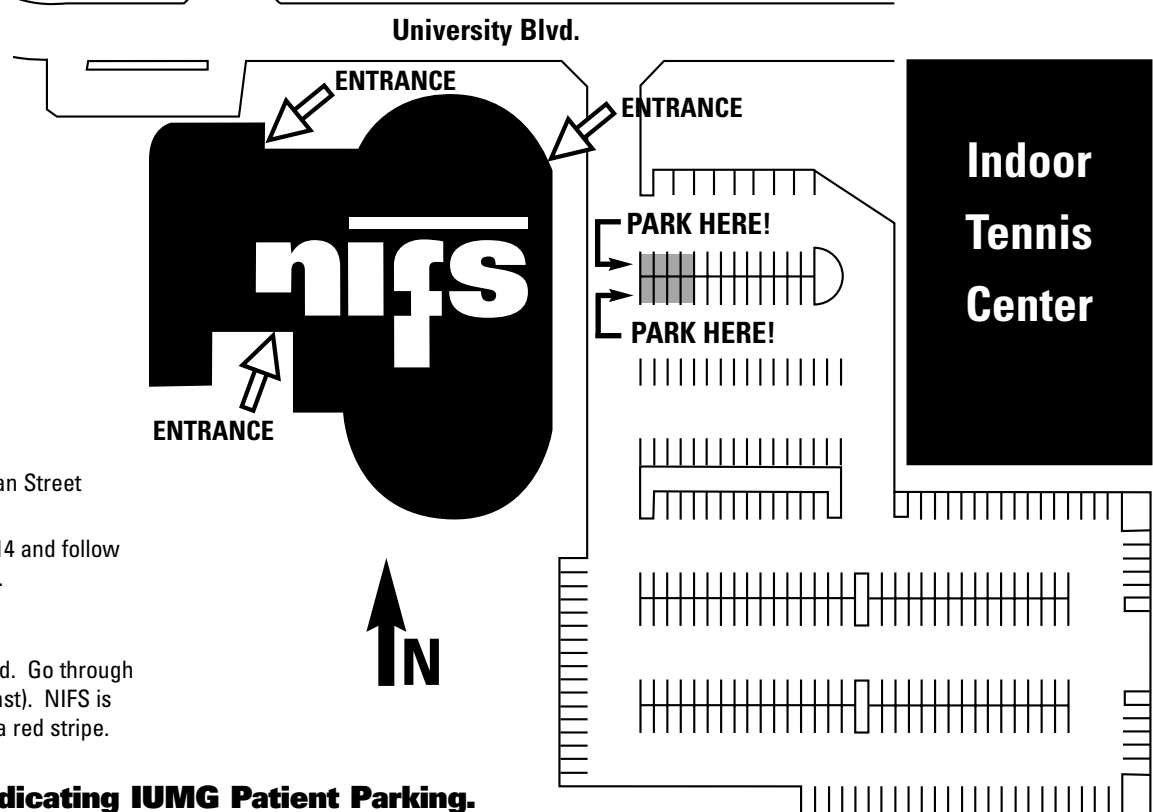 University Blvd.
ENTRANCE
ENTRANCE
Indoor
Tennis
Center
PARK HERE!
nifs
PARK HERE!
ENTRANCE
an Street
14 and follow
.
N
d. Go through
ast). NIFS is
a red stripe.
dicating IUMG Patient Parking.